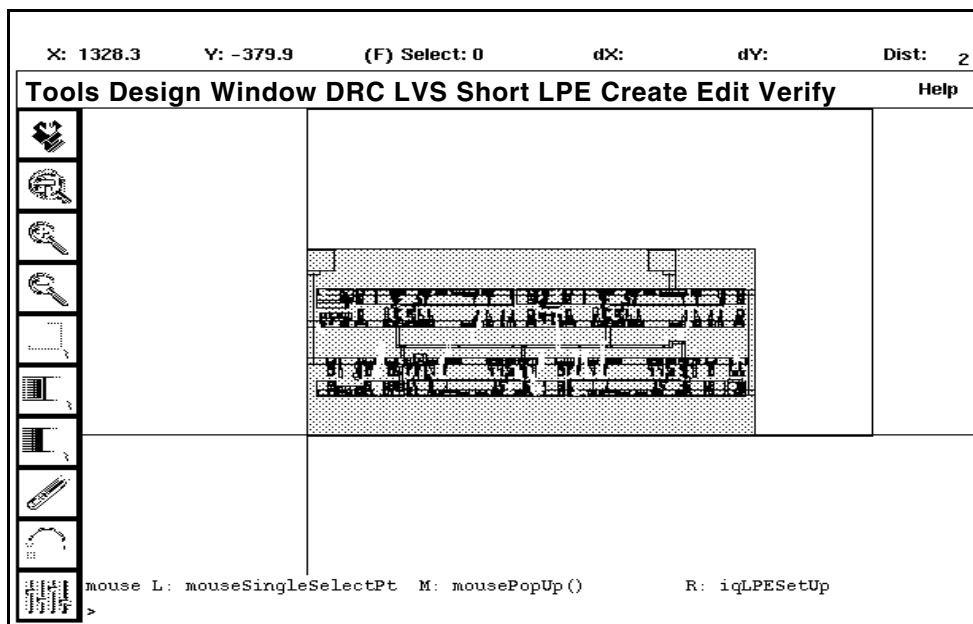 X: 1328.3 Y: -379.9 (F) Select: 0 dX: dY: Dist: 2
Tools Design Window DRC LVS Short LPE Create Edit Verify Help
mouse L: mouseSingleSelectPt M: mousePopUp() R: iqLPESetUp
>